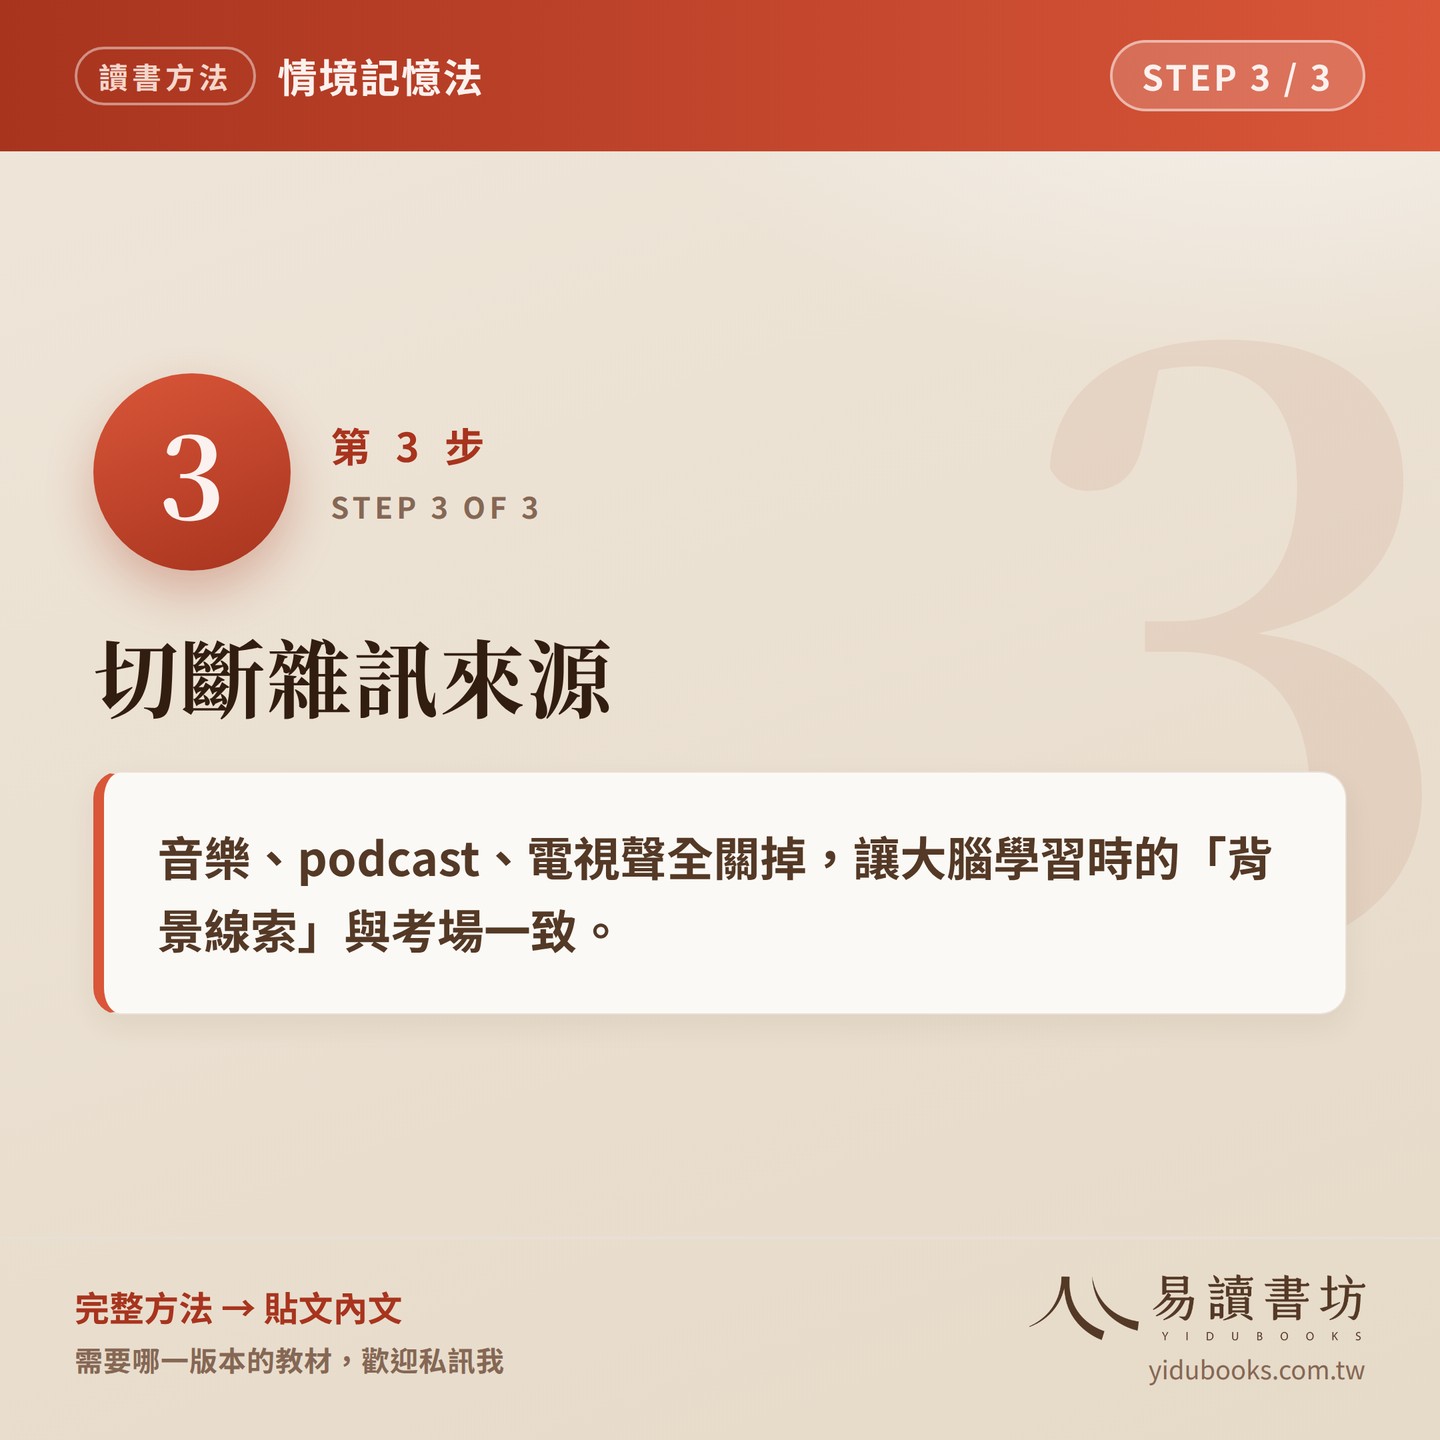 讀書方法 情境記憶法
STEP 3 / 3
3
3
第 3 步
STEP 3 OF 3
切斷雜訊來源
音樂、podcast、電視聲全關掉，讓大腦學習時的「背
景線索」與考場一致。
完整方法 → 貼文內文
需要哪一版本的教材，歡迎私訊我
易讀書坊
YIDUBOOKS
yidubooks.com.tw